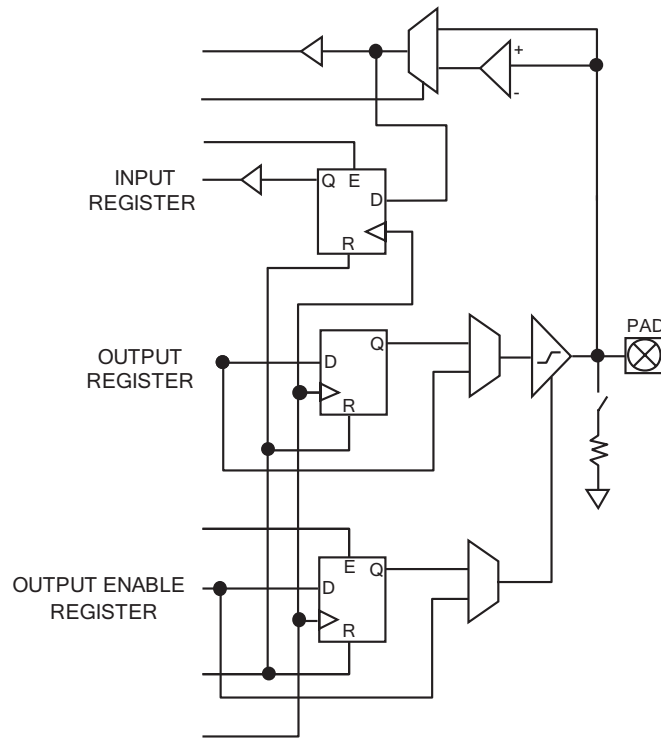 +
-
INPUT
REGISTER
Q E
D
R
OUTPUT
REGISTER
Q
D
R
PAD
OUTPUT ENABLE
REGISTER
E Q
D
R